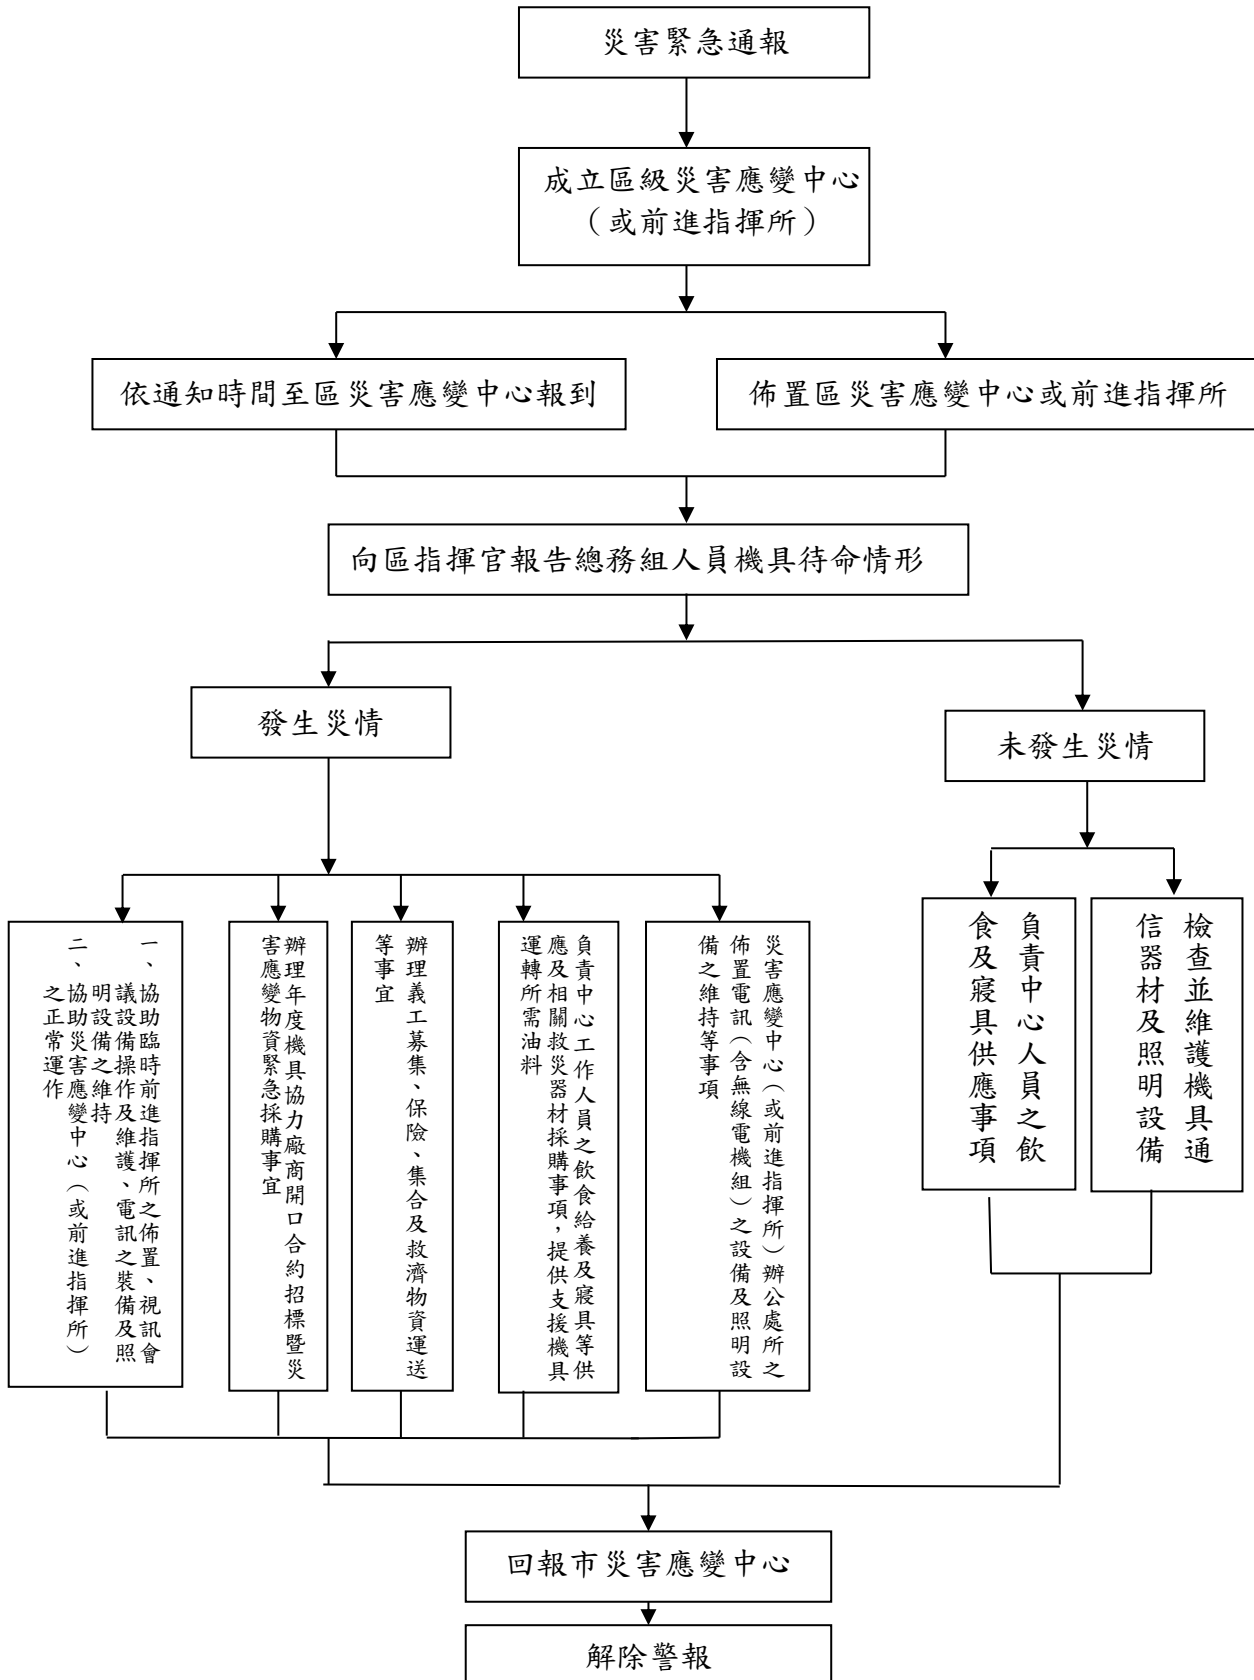 災害緊急通報
成立區級災害應變中心
（或前進指揮所）
依通知時間至區災害應變中心報到
佈置區災害應變中心或前進指揮所
向區指揮官報告總務組人員機具待命情形
發生災情
未發生災情
一、協助臨時前進指揮所之佈置、視訊會
議設備操作及維護、電訊之裝備及照
明設備之維持
二、協助災害應變中心（或前進指揮所）
之正常運作
辦理年度機具協力廠商開口合約招標暨災
害應變物資緊急採購事宜
辦理義工募集、保險、集合及救濟物資運送
等事宜
負責中心工作人員之飲食給養及寢具等供
應及相關救災器材採購事項，提供支援機具
運轉所需油料
災害應變中心（或前進指揮所）辦公處所之
佈置電訊（含無線電機組）之設備及照明設
備之維持等事項
負責中心人員之飲
食及寢具供應事項
檢查並維護機具通
信器材及照明設備
回報市災害應變中心
解除警報